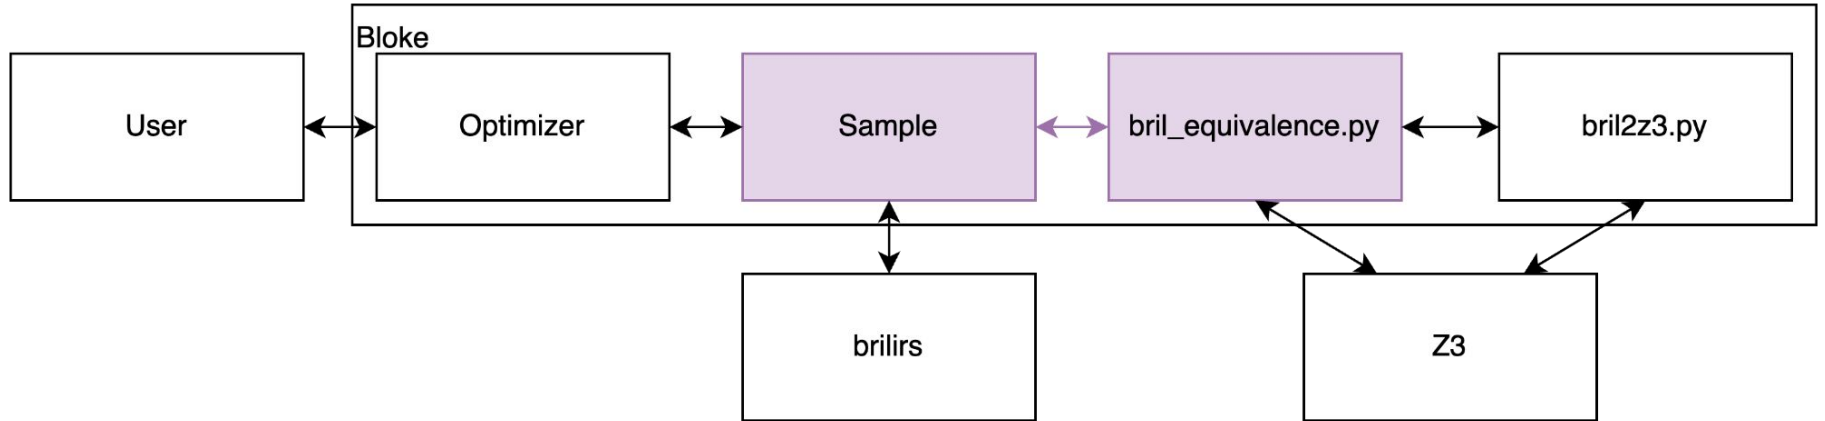 Bloke
User
Optimizer
Sample
bril_equivalence.py
bril2z3.py
brilirs
Z3